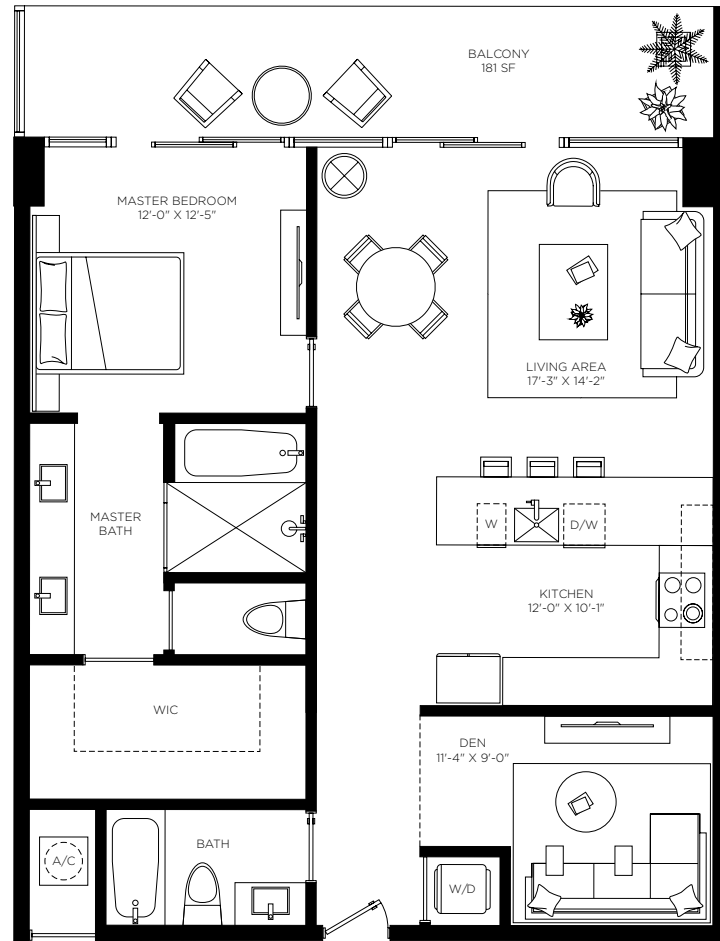 BALCONY
181 SF
MASTER BEDROOM
12'-0" X 12'-5"
LIVING AREA
17'-3" X 14'-2"
MASTER
BATH
W
D/W
KITCHEN
12'-0" X 10'-1"
WIC
DEN
11'-4" X 9'-0"
BATH
A/C
W/D